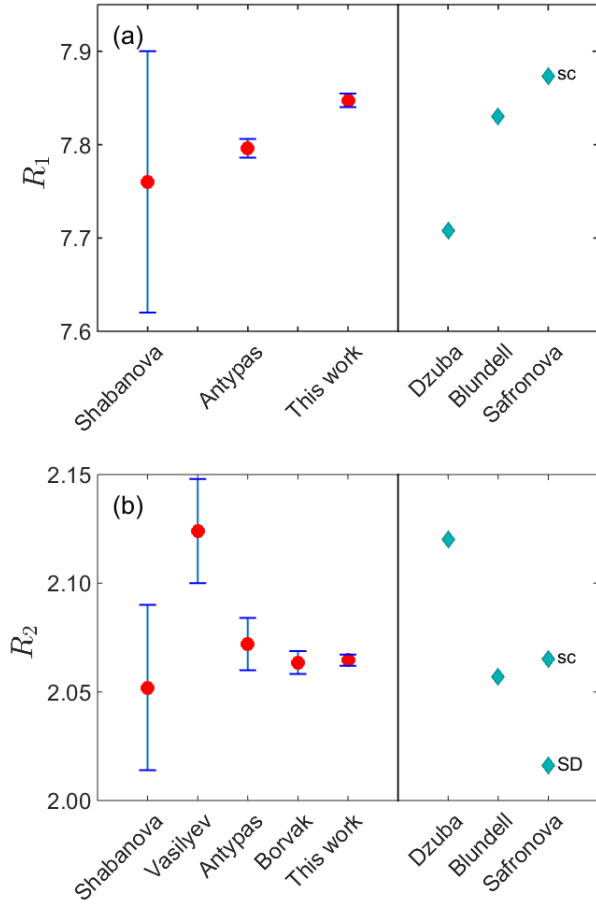 (a)
R1
7.9
7.8
7.7
7.6
sc
Shabanova
Antypas
This work
Dzuba
Blundell
Safronova
(b)
R2
2.15
2.10
2.05
2.00
sc
SD
Shabanova
Vasilyev
Antypas
Borvak
This work
Dzuba
Blundell
Safronova